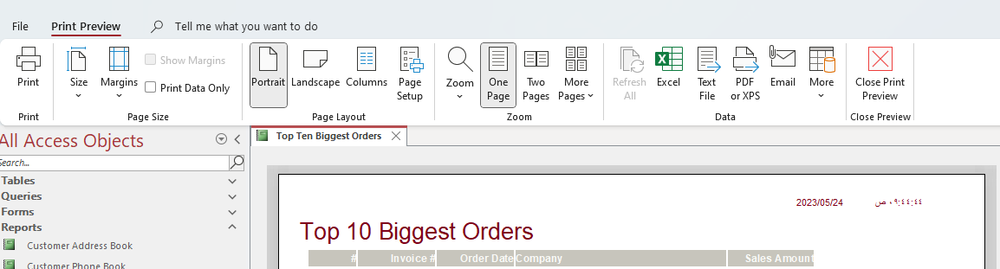 File Print Preview Tell me what you want to do
Print Size Margins Show Margins Print Data Only Portrait Landscape Columns Page Setup Zoom One Page Two Pages More Pages Refresh All Excel Text File PDF or XPS Email More Close Print Preview
Print Page Size Page Layout Zoom Data Close Preview
All Access Objects
Top Ten Biggest Orders
Search...
Tables
Queries
Forms
Reports
Customer Address Book
Customer Phone Book
2023/05/24 ٠٩:٤٤:٤٤ ص
Top 10 Biggest Orders
# Invoice # Order Date Company Sales Amount